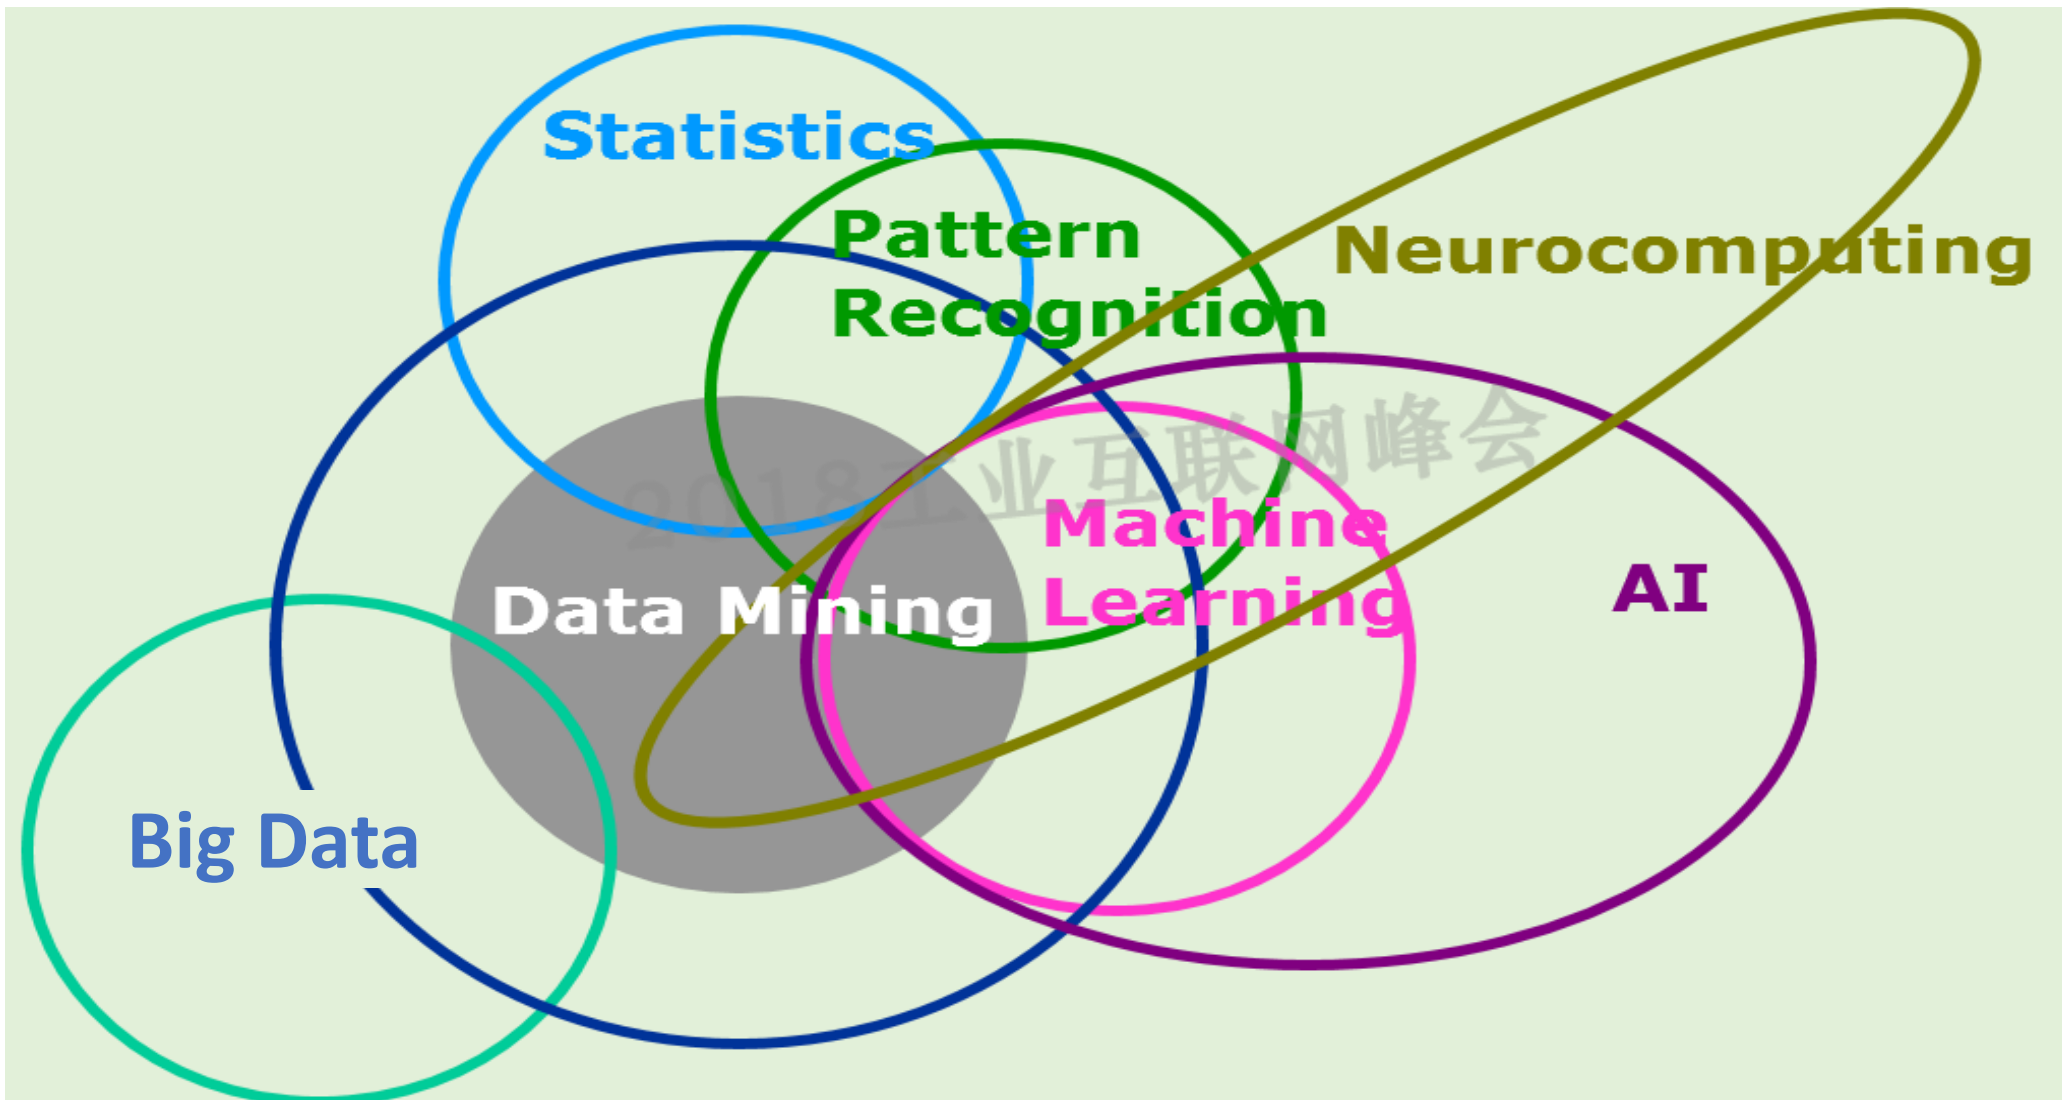 Statistics
Pattern
Recognition
Neurocomputing
2018工业互联网峰会
Machine
Learning
AI
Data Mining
Big Data